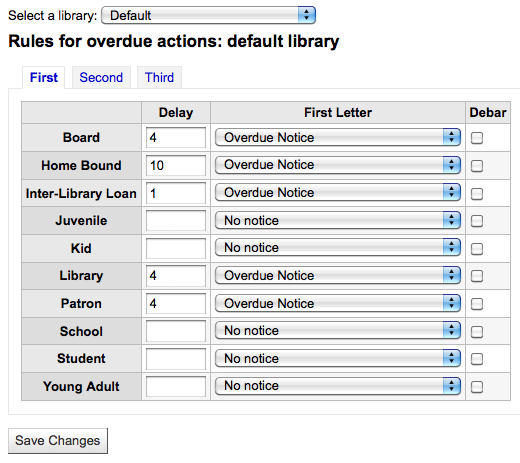 Select a library: Default
Rules for overdue actions: default library
First Second Third
Delay First Letter Debar
Board 4 Overdue Notice
Home Bound 10 Overdue Notice
Inter-Library Loan 1 Overdue Notice
Juvenile No notice
Kid No notice
Library 4 Overdue Notice
Patron 4 Overdue Notice
School No notice
Student No notice
Young Adult No notice
Save Changes